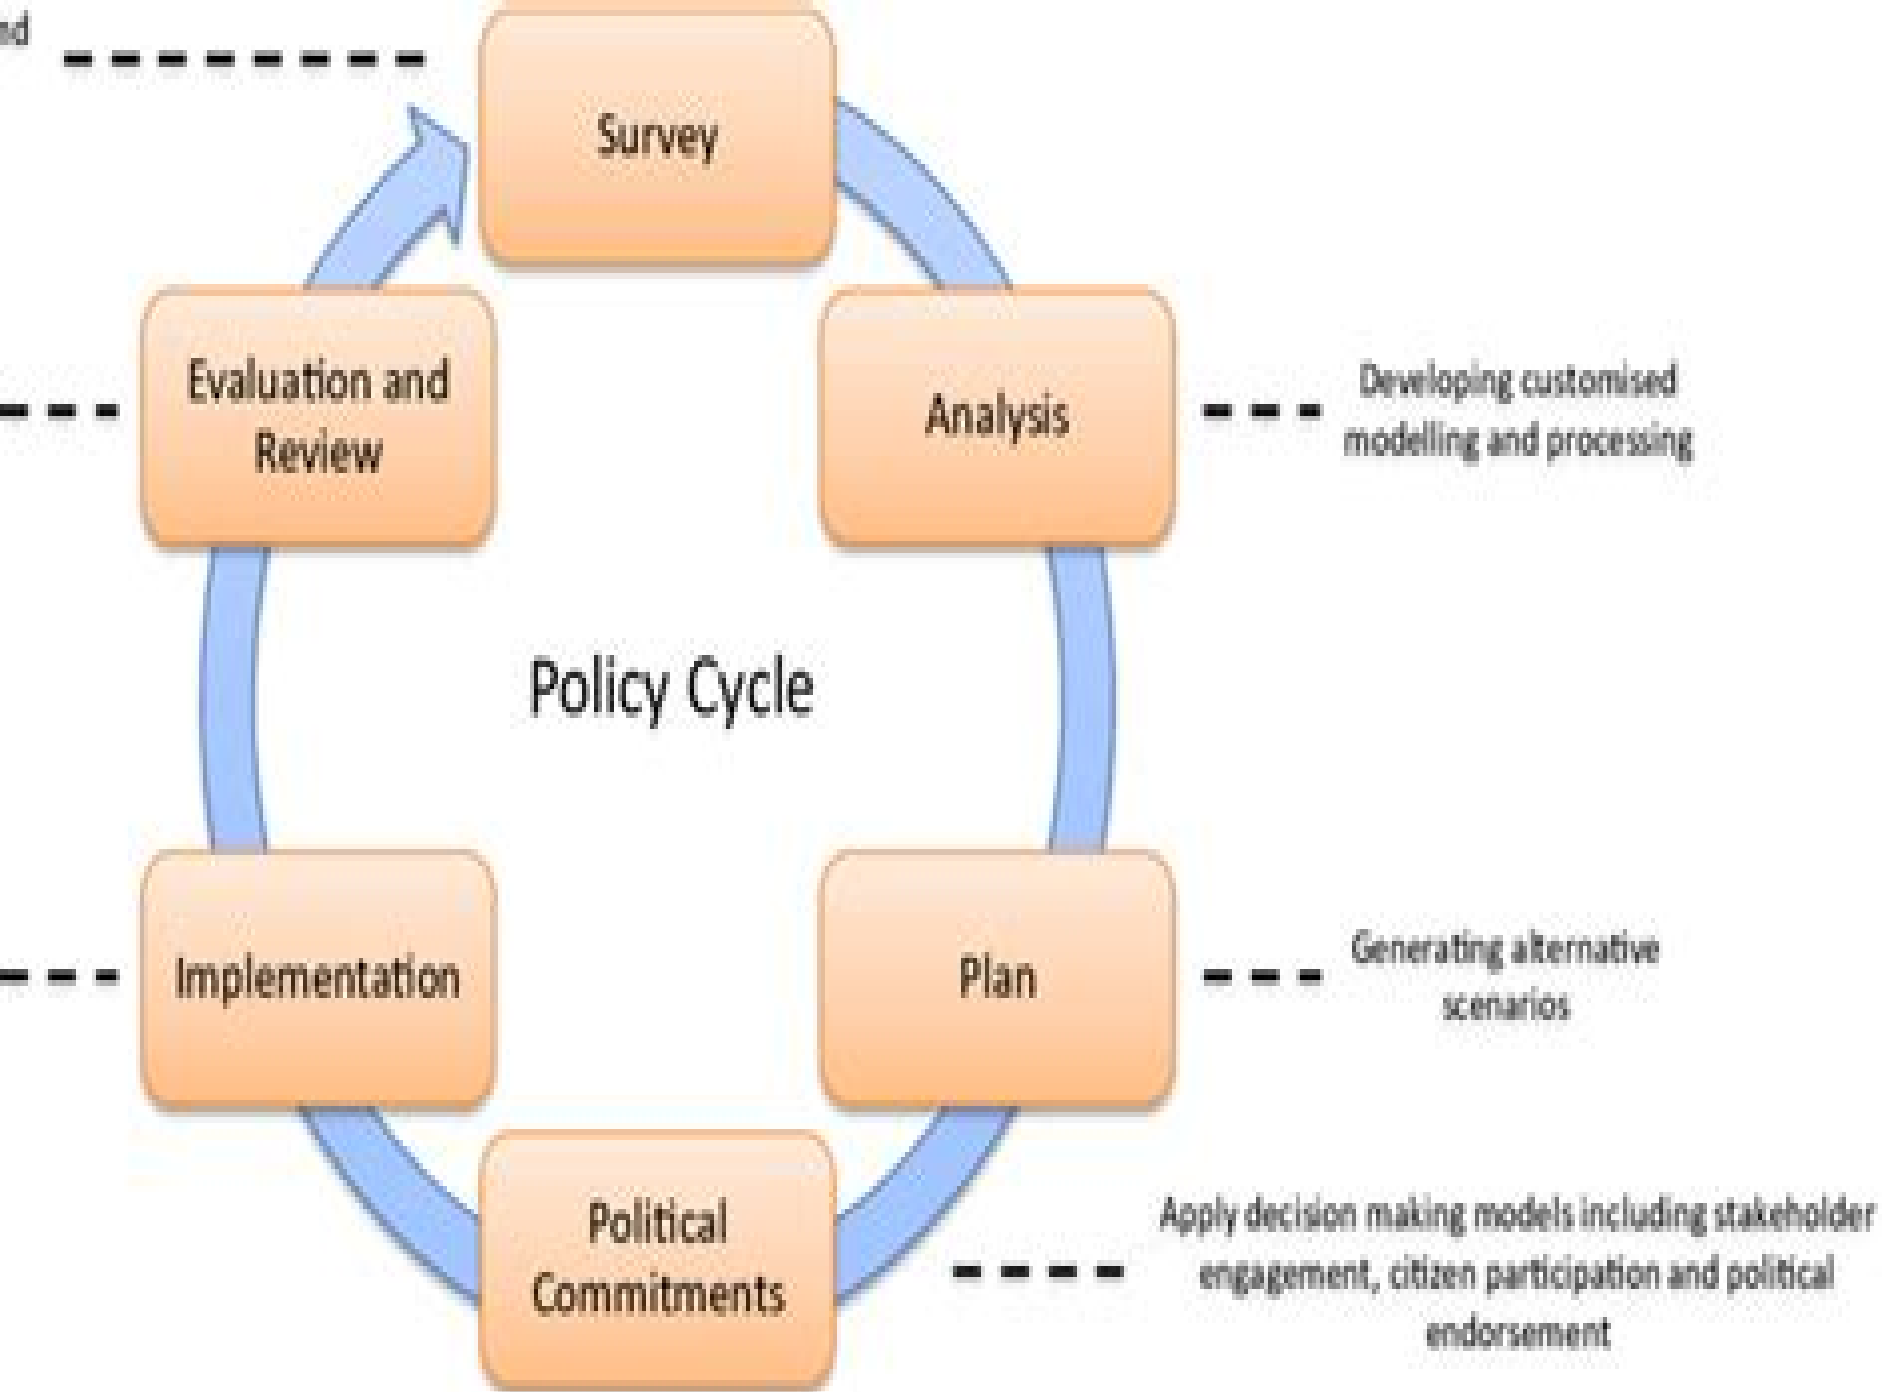 nd
Survey
Evaluation and
Review
Analysis
Developing customised
modelling and processing
Policy Cycle
Implementation
Plan
Generating alternative
scenarios
Political
Commitments
Apply decision making models including stakeholder
engagement, citizen participation and political
endorsement